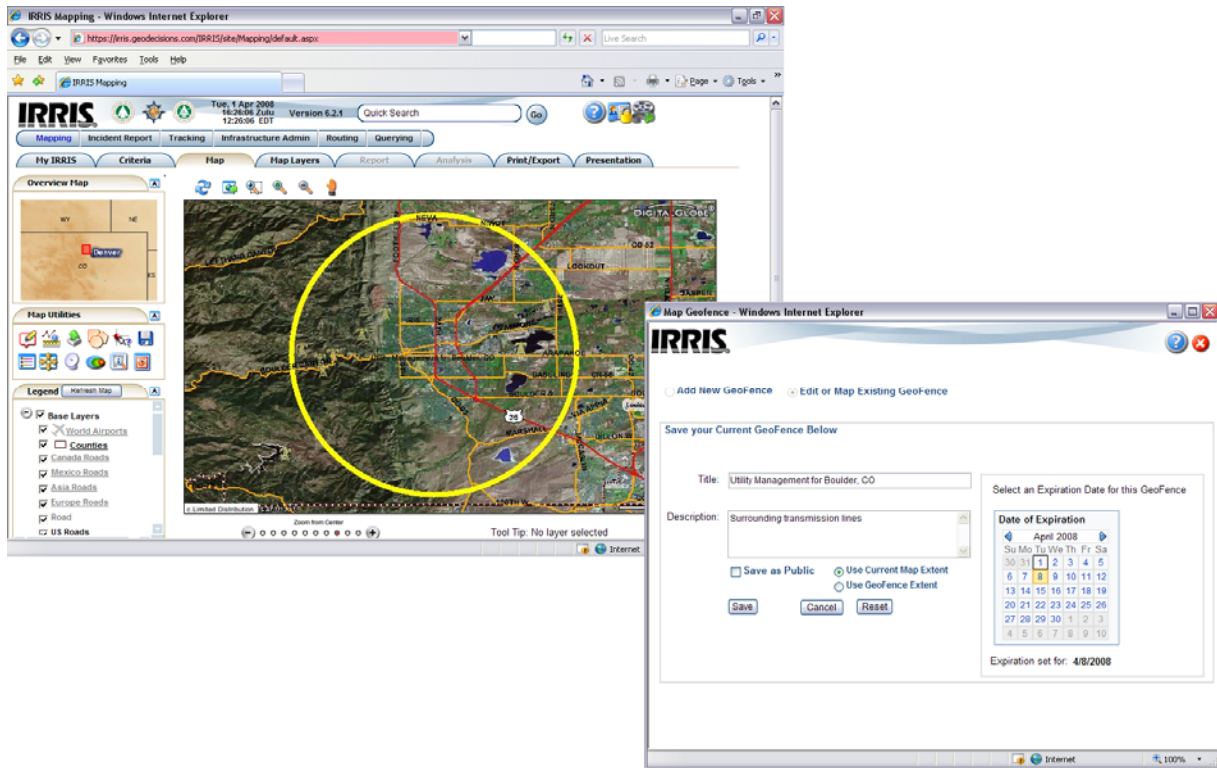 IRRIS Mapping - Windows Internet Explorer
https://irris.geodecisions.com/IRRIS/site/Mapping/default.aspx
Live Search
File Edit View Favorites Tools Help
IRRIS Mapping
Page Tools
IRRIS
Tue, 1 Apr 2008
16:26:06 Zulu
12:26:06 EDT
Version 6.2.1
Quick Search
Go
Mapping Incident Report Tracking Infrastructure Admin Routing Querying
My IRRIS Criteria Map Map Layers Report Analysis Print/Export Presentation
Overview Map
WY NE
Denver
CO
KS
Map Utilities
Legend Refresh Map
Base Layers
World Airports
Counties
Canada Roads
Mexico Roads
Asia Roads
Europe Roads
Road
US Roads
DIGITALGLOBE
NEVA
CO 52
LOOKOUT
JAY
ARAPAHOE
BASELINE
36
MARSHALL
120TH W
c Limited Distribution
Zoom from Center
Tool Tip: No layer selected
Internet
Map Geofence - Windows Internet Explorer
IRRIS
Add New GeoFence Edit or Map Existing GeoFence
Save your Current GeoFence Below
Title: Utility Management for Boulder, CO
Description: Surrounding transmission lines
Save as Public Use Current Map Extent
Use GeoFence Extent
Save Cancel Reset
Select an Expiration Date for this GeoFence
Date of Expiration
April 2008
Su Mo Tu We Th Fr Sa
30 31 1 2 3 4 5
6 7 8 9 10 11 12
13 14 15 16 17 18 19
20 21 22 23 24 25 26
27 28 29 30 1 2 3
4 5 6 7 8 9 10
Expiration set for: 4/8/2008
Internet 100%